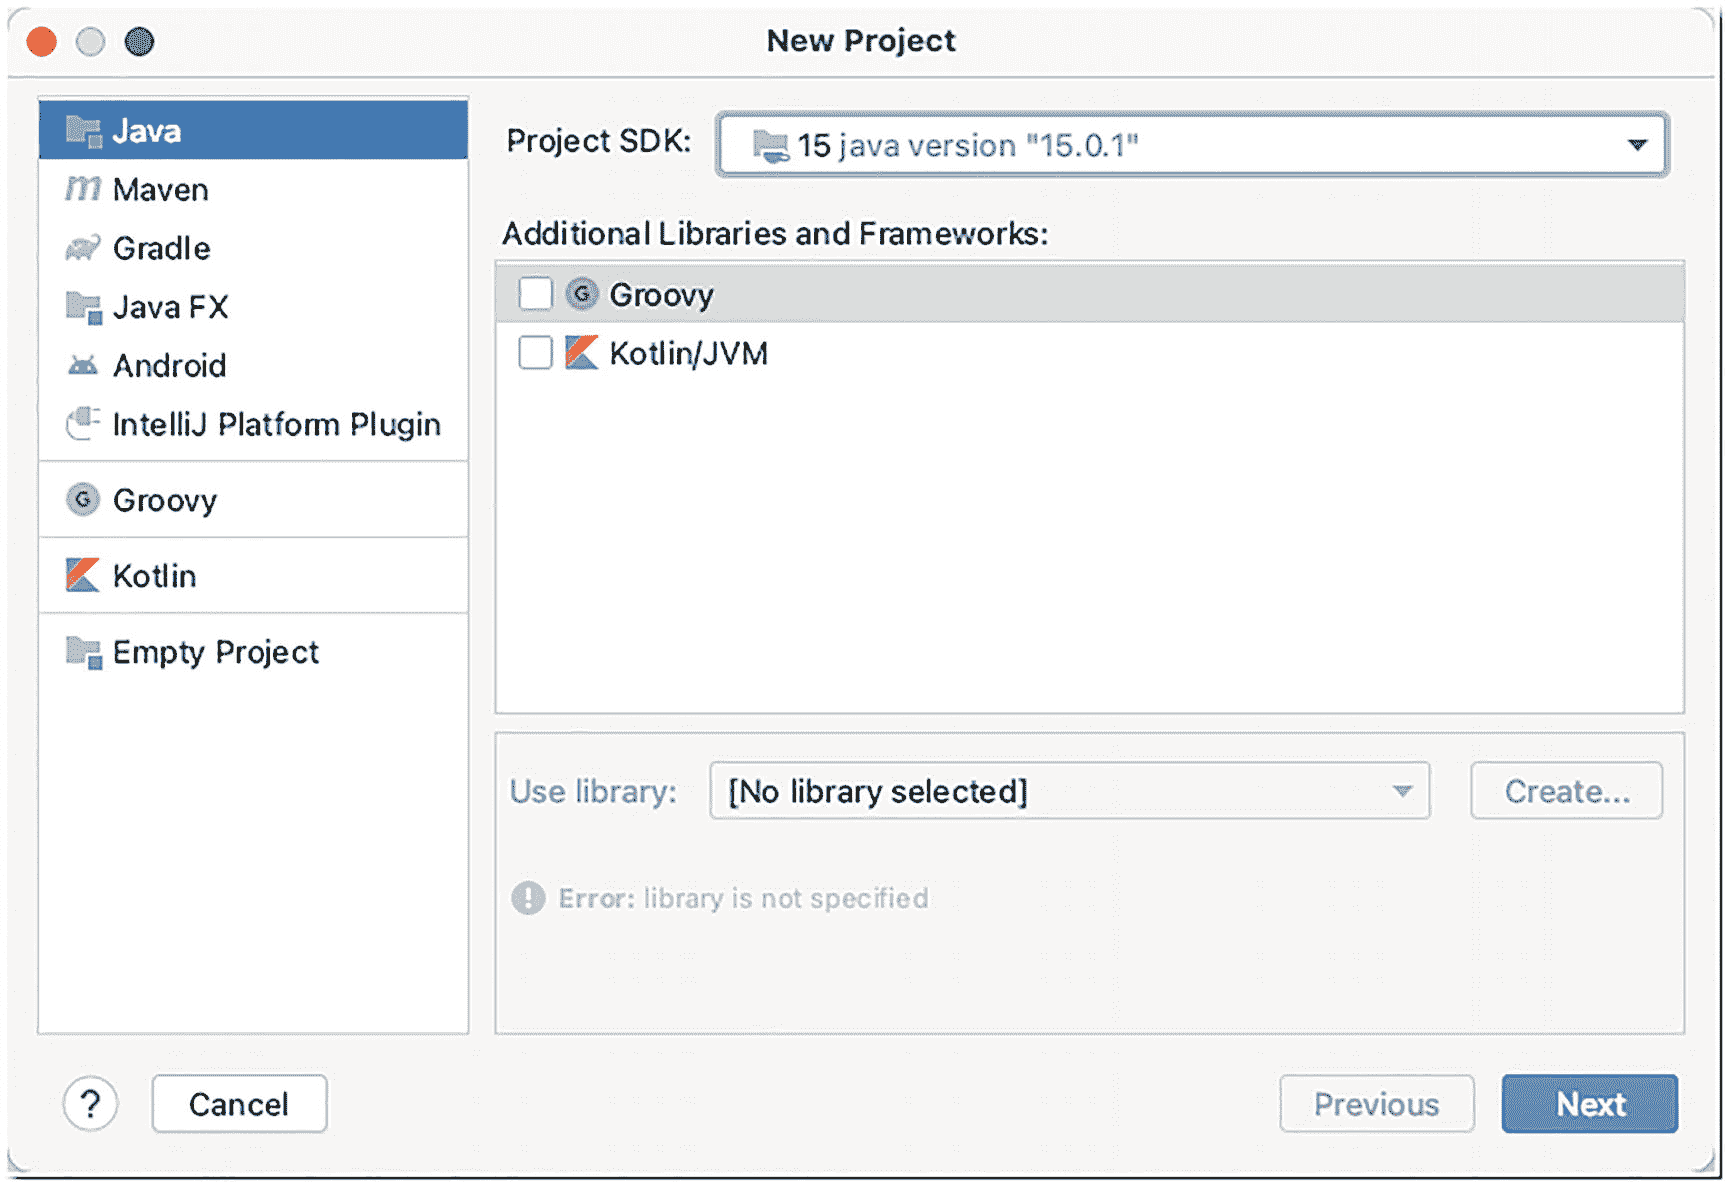 New Project
Java
Maven
Gradle
Java FX
Android
IntelliJ Platform Plugin
Groovy
Kotlin
Empty Project
Project SDK: 15 java version "15.0.1"
Additional Libraries and Frameworks:
G Groovy
Kotlin/JVM
Use library: [No library selected] Create...
Error: library is not specified
? Cancel Previous Next